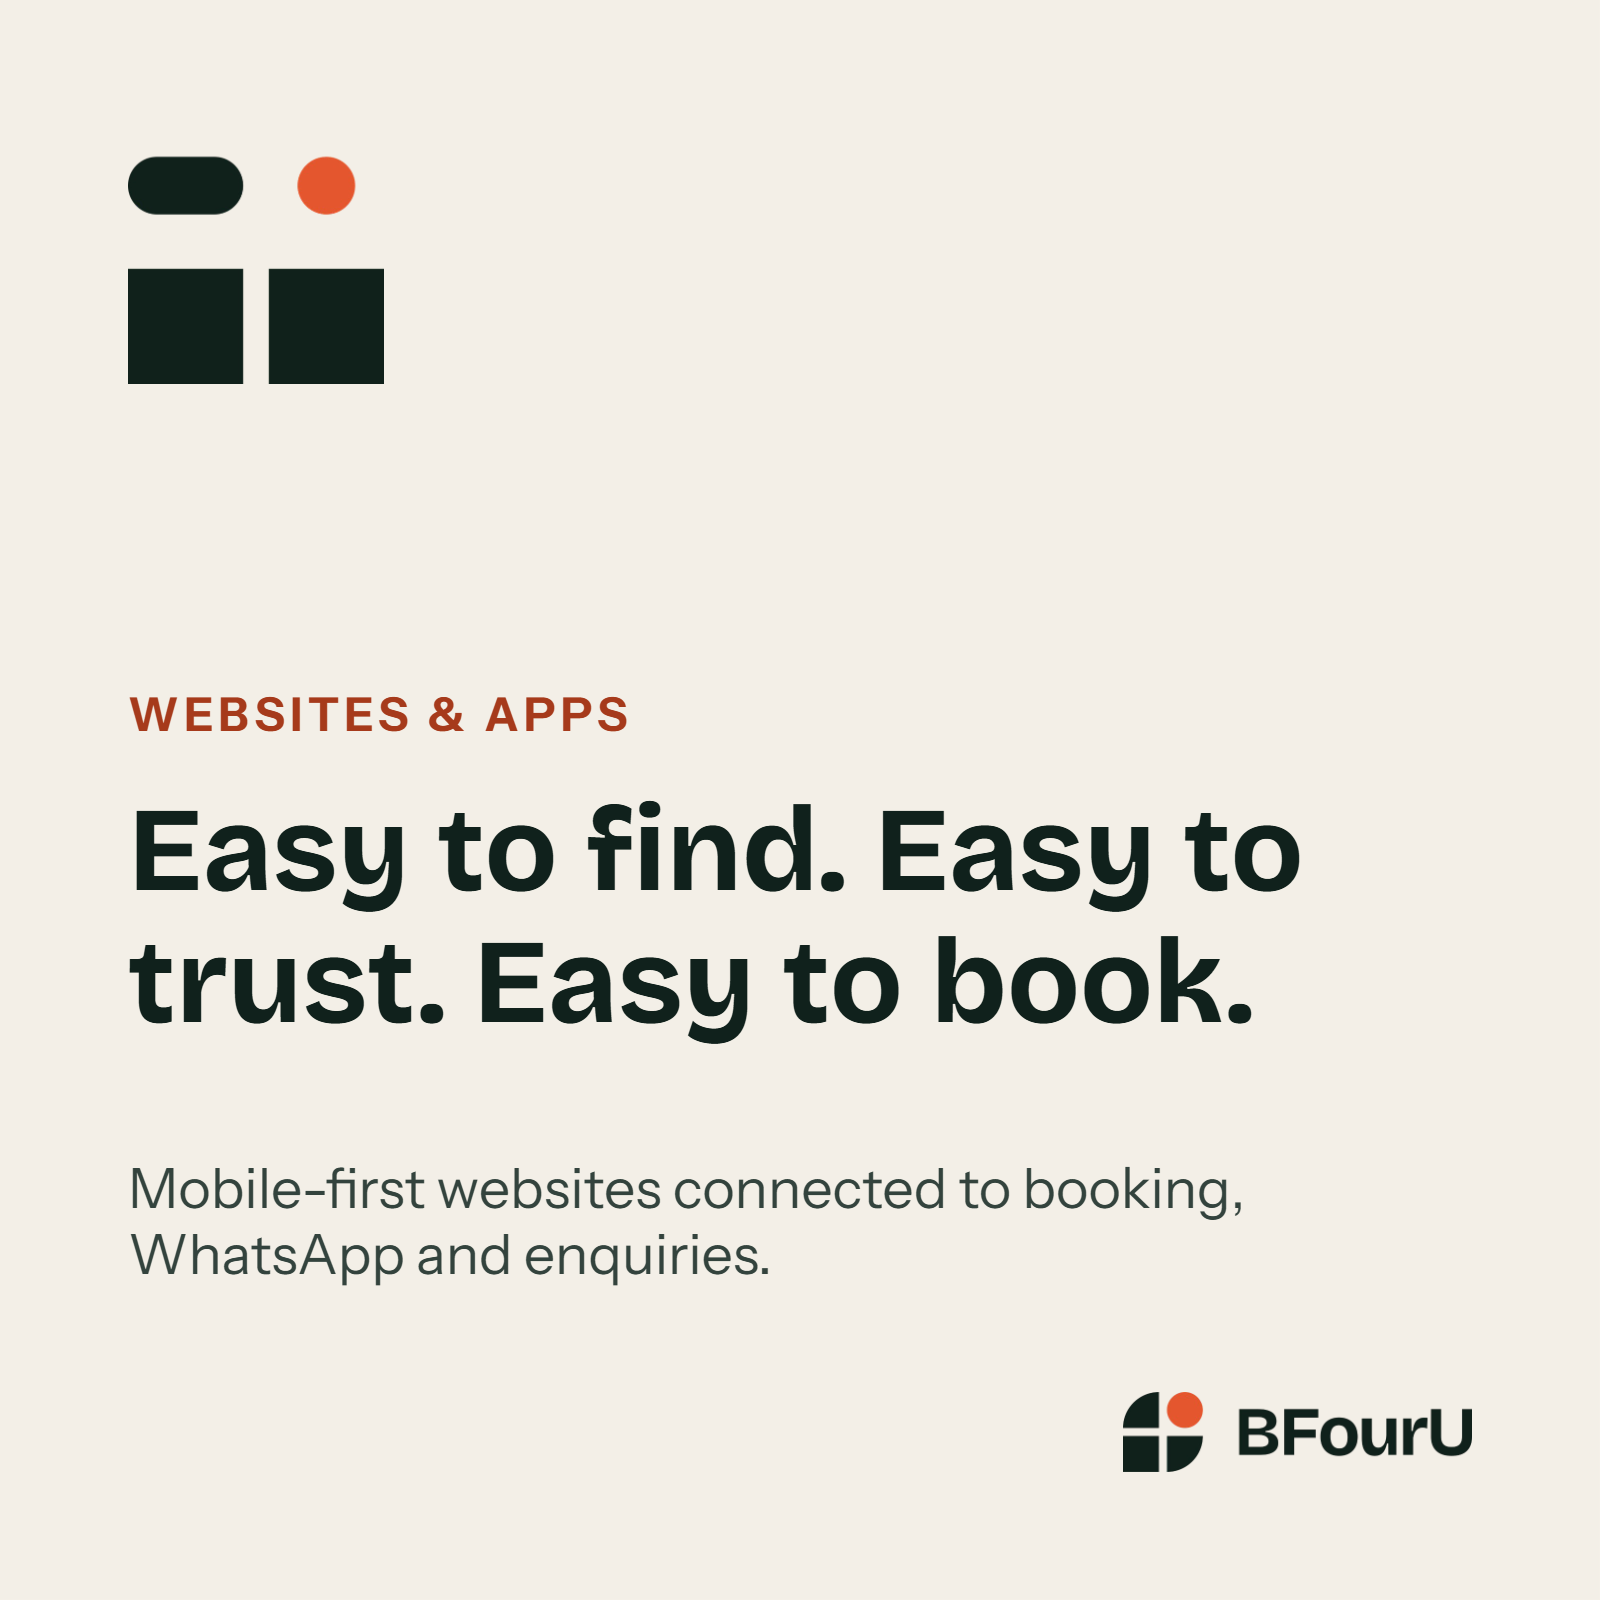 WEBSITES & APPS
Easy to find. Easy to
trust. Easy to book.
Mobile-first websites connected to booking,
WhatsApp and enquiries.
BFourU